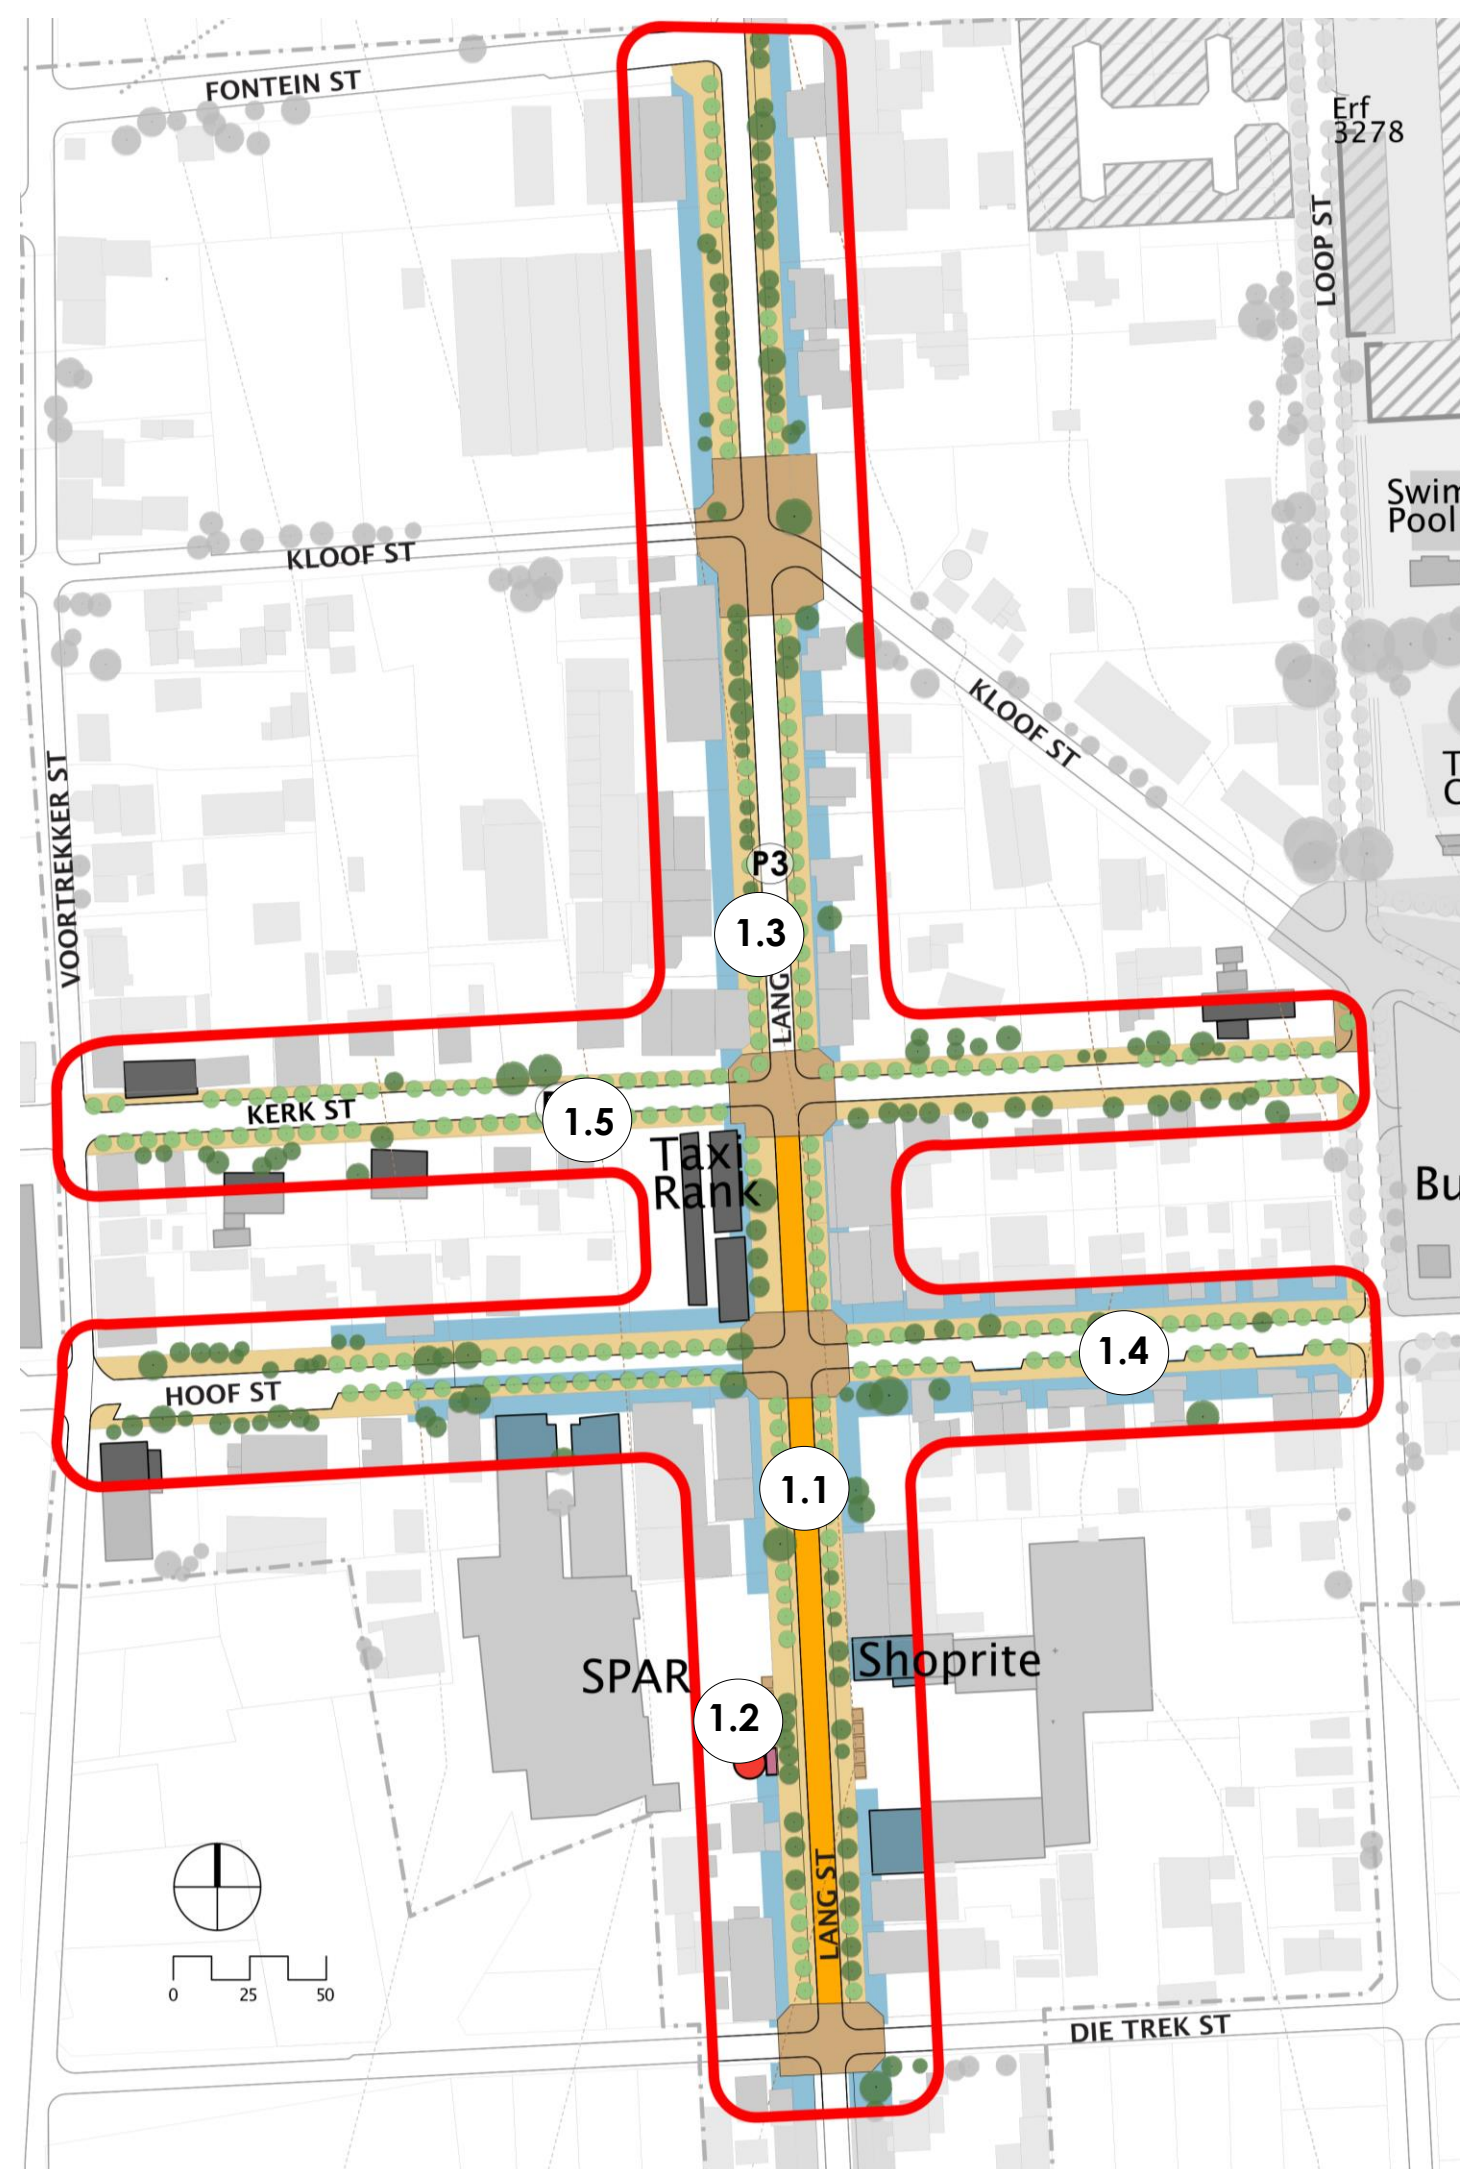 FONTEIN ST
Erf
3278
LOOP ST
Swim
Pool
KLOOF ST
KLOOF ST
VOORTREKKER ST
P3
1.3
LANG
KERK ST
1.5
Taxi
Rank
Bu
1.4
HOOF ST
1.1
SPAR
Shoprite
1.2
LANG ST
0 25 50
DIE TREK ST